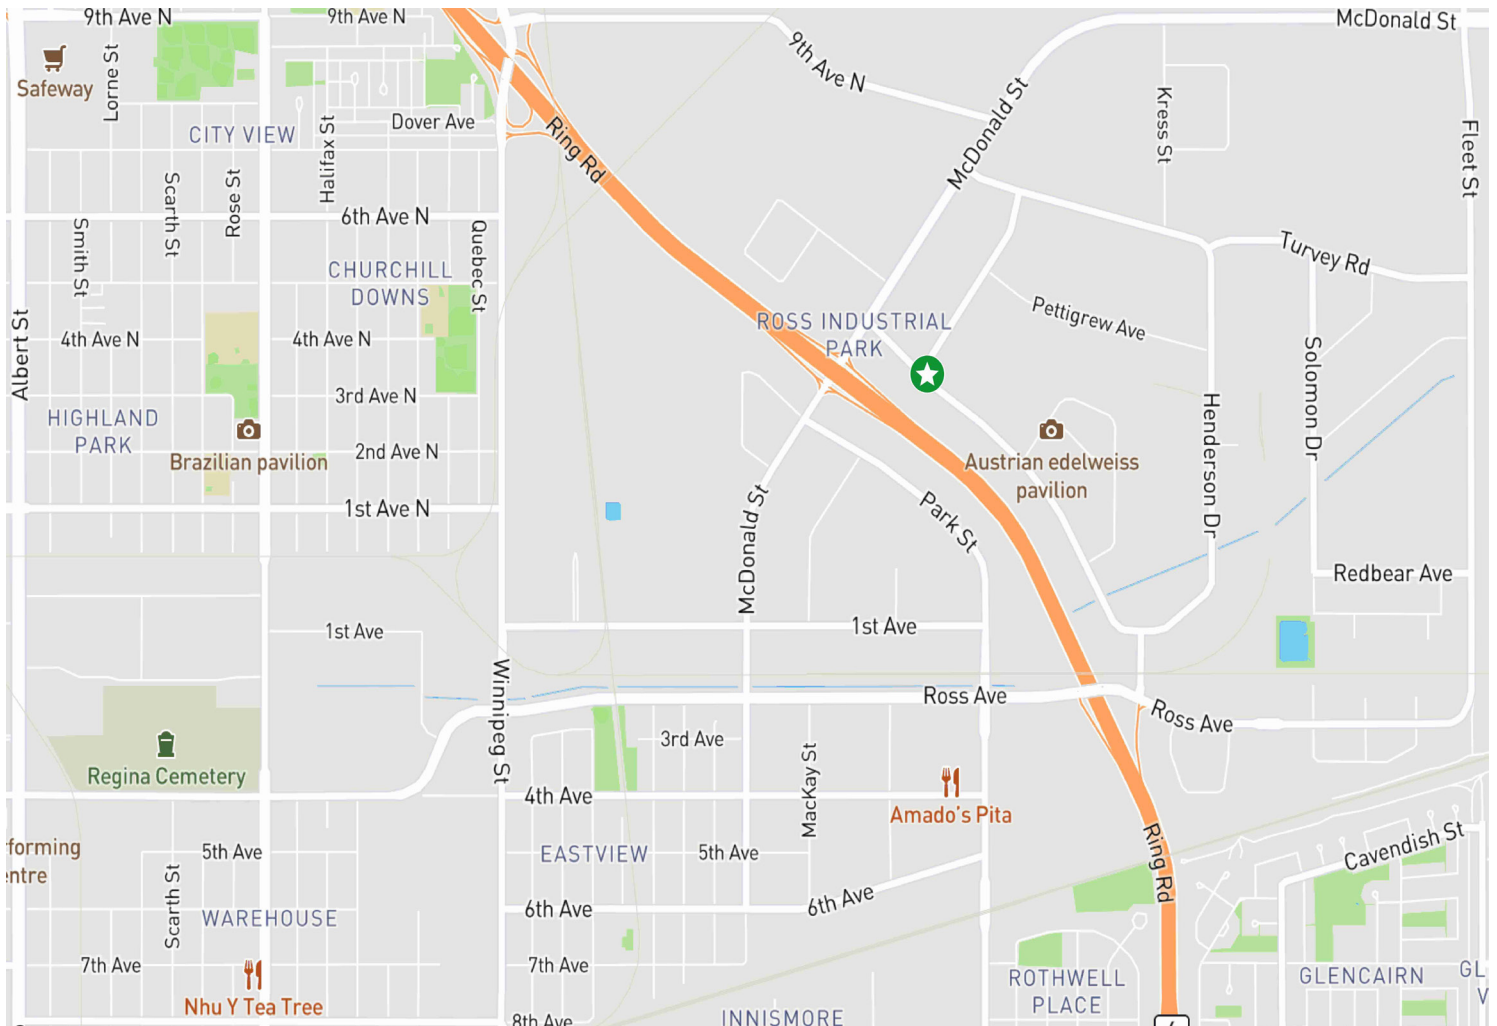 9th Ave N
9th Ave N
McDonald St
Safeway
Lorne St
9th Ave N
Kress St
McDonald St
Fleet St
Dover Ave
CITY VIEW
Halifax St
Ring Rd
Scarth St
Rose St
6th Ave N
Smith St
Quebec St
Turvey Rd
CHURCHILL
DOWNS
Pettigrew Ave
ROSS INDUSTRIAL
PARK
Albert St
4th Ave N
4th Ave N
Solomon Dr
3rd Ave N
HIGHLAND
PARK
Henderson Dr
2nd Ave N
Brazilian pavilion
Austrian edelweiss
pavilion
1st Ave N
McDonald St
Park St
Redbear Ave
1st Ave
1st Ave
Winnipeg St
Ross Ave
Ross Ave
3rd Ave
MacKay St
Regina Cemetery
4th Ave
Amado's Pita
forming
entre
5th Ave
EASTVIEW
5th Ave
Ring Rd
Cavendish St
Scarth St
WAREHOUSE
6th Ave
6th Ave
7th Ave
7th Ave
ROTHWELL
PLACE
GLENCAIRN
GL
V
Nhu Y Tea Tree
8th Ave
INNISMORE